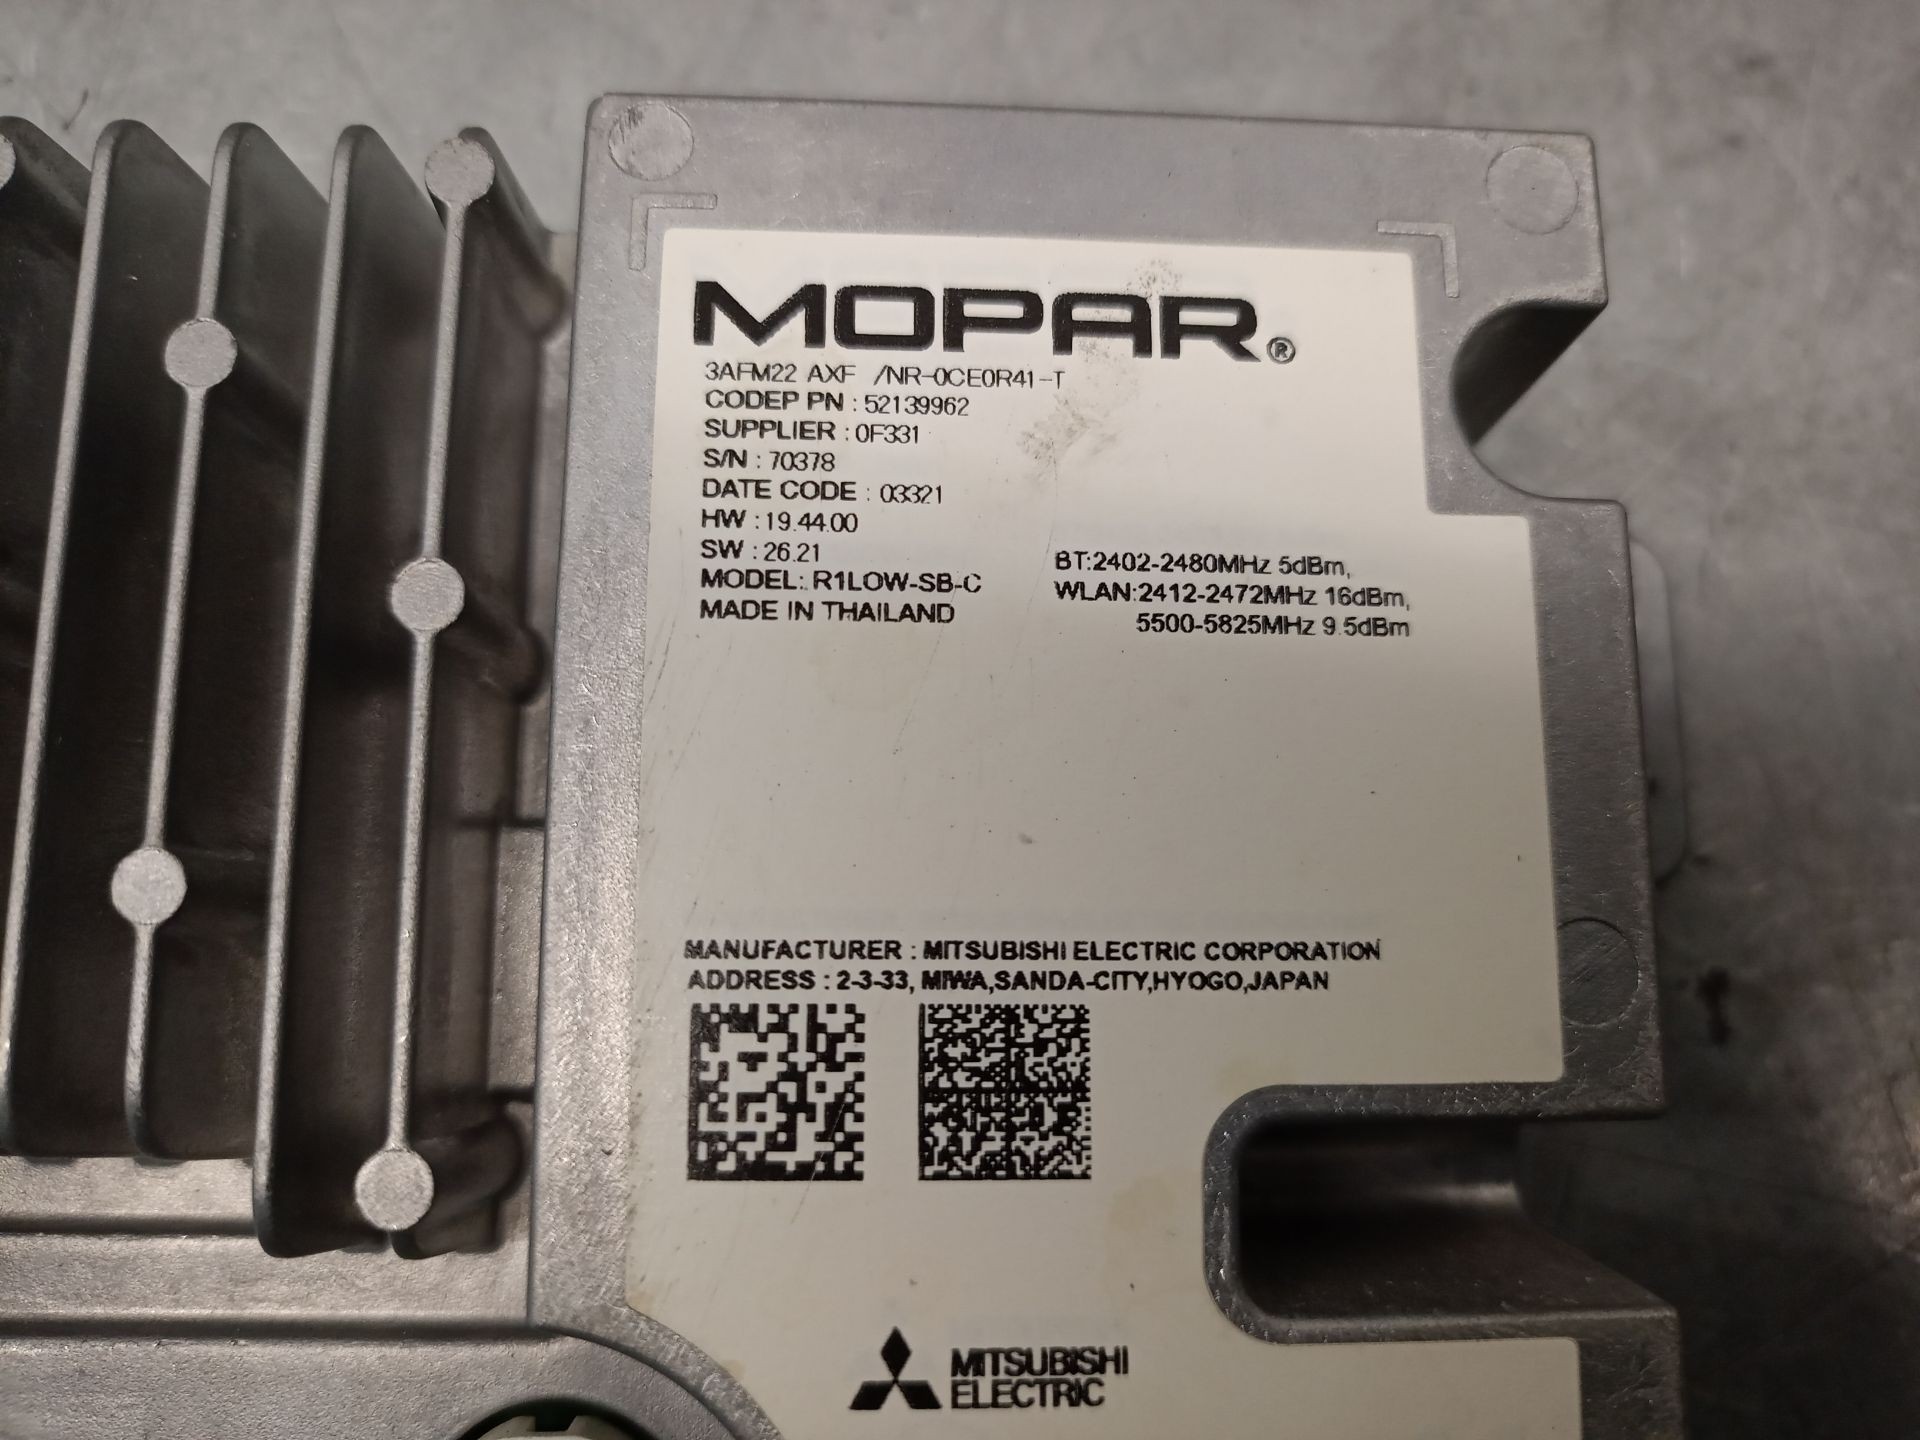 MOPAR®
3AFM22 AXF /NR-0CE0R41-T
CODEP PN : 52139962
SUPPLIER : 0F331
S/N : 70378
DATE CODE : 03321
HW : 19.44.00
SW : 26.21
MODEL: R1LOW-SB-C
MADE IN THAILAND
BT:2402-2480MHz 5dBm,
WLAN:2412-2472MHz 16dBm,
5500-5825MHz 9.5dBm
MANUFACTURER : MITSUBISHI ELECTRIC CORPORATION
ADDRESS : 2-3-33, MIWA,SANDA-CITY,HYOGO,JAPAN
MITSUBISHI
ELECTRIC